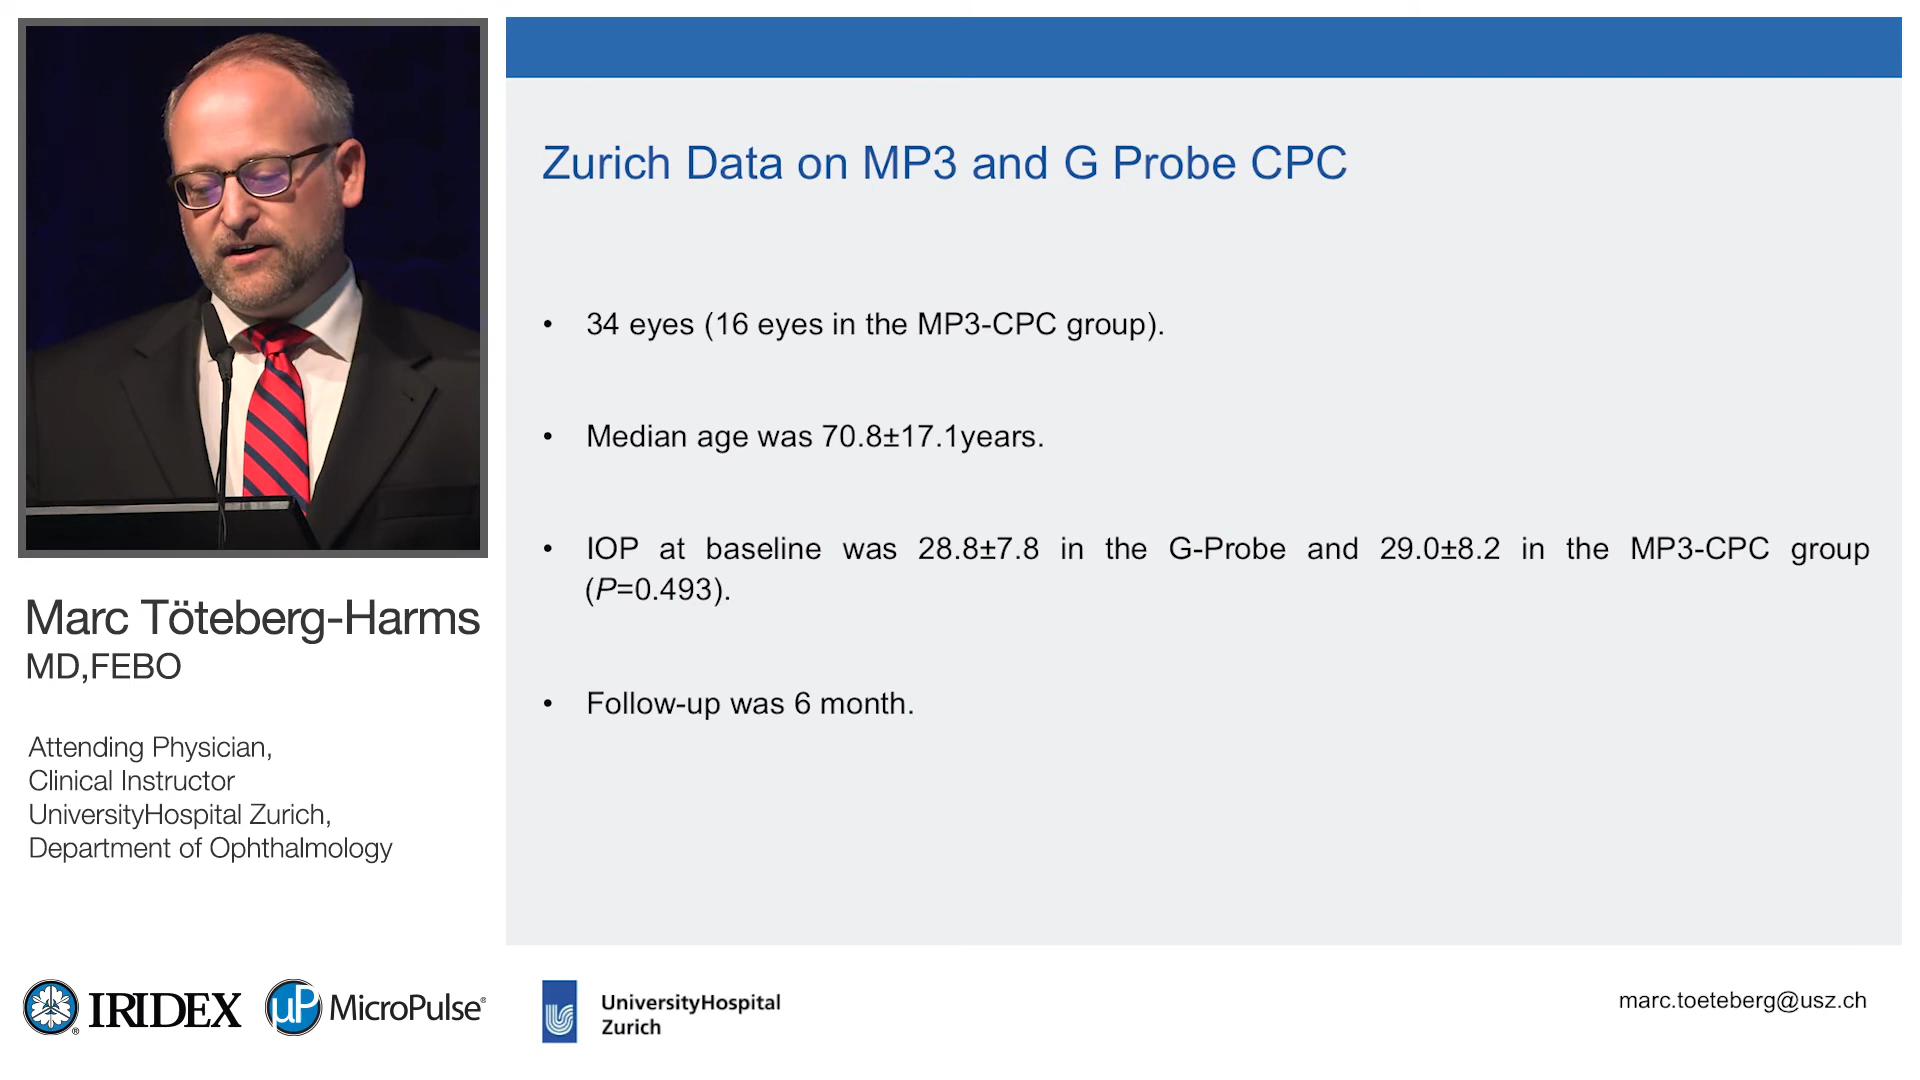 Zurich Data on MP3 and G Probe CPC
• 34 eyes (16 eyes in the MP3-CPC group).
• Median age was 70.8±17.1years.
• IOP at baseline was 28.8±7.8 in the G-Probe and 29.0±8.2 in the MP3-CPC group
(P=0.493).
• Follow-up was 6 month.
Marc Töteberg-Harms
MD,FEBO
Attending Physician,
Clinical Instructor
UniversityHospital Zurich,
Department of Ophthalmology
IRIDEX®
µP MicroPulse®
UniversityHospital
Zurich
marc.toeteberg@usz.ch